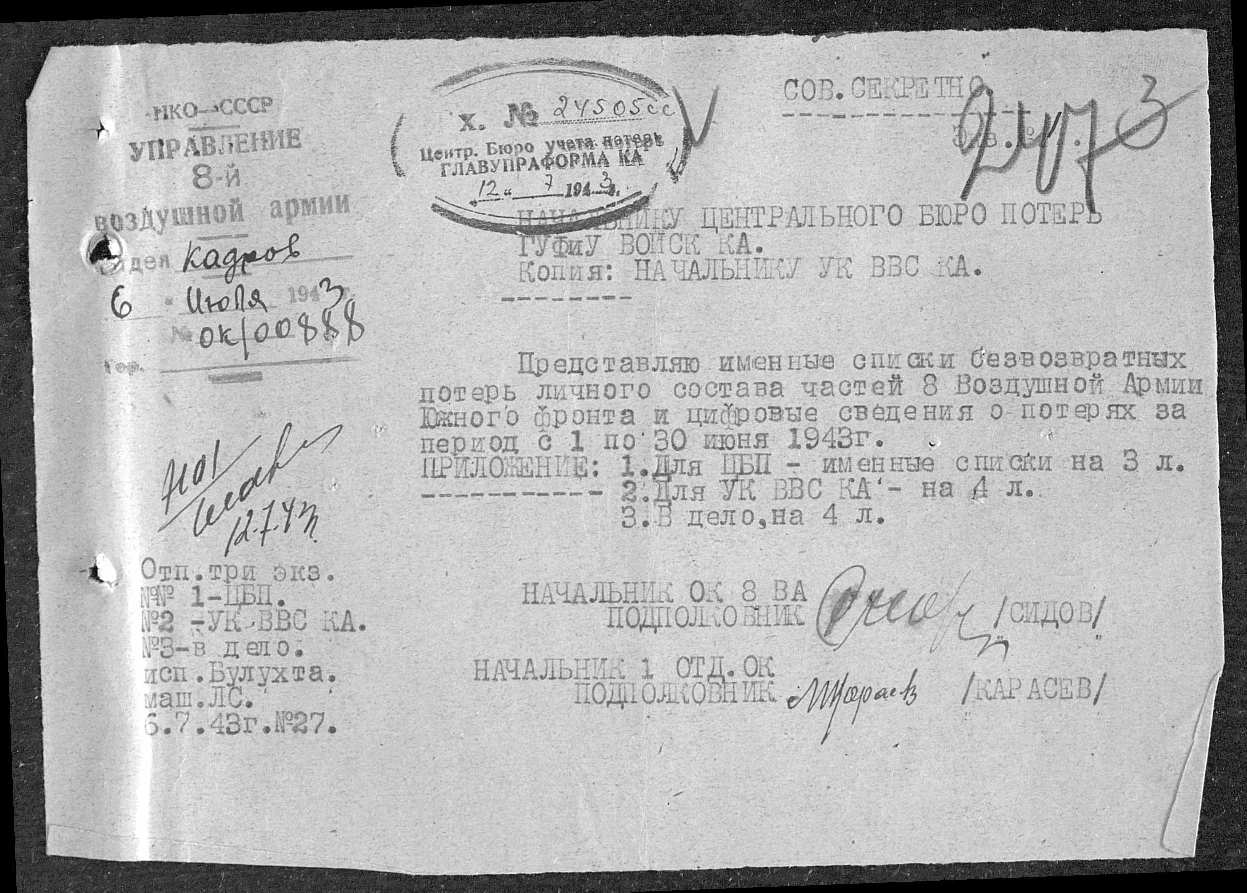 НКО-СССР
УПРАВЛЕНИЕ
8-й
воздушной армии
Отдел кадров
6 " Июля 1943 г.
№ ОК/00888
Гор.
х. № 24505сс
Центр. Бюро учета потерь
ГЛАВУПРАФОРМА КА
"12" 7 1943 г.
СОВ.СЕКРЕТНО
НАЧАЛЬНИКУ ЦЕНТРАЛЬНОГО БЮРО ПОТЕРЬ
ГУФиУ ВОЙСК КА.
Копия: НАЧАЛЬНИКУ УК ВВС КА.
Представляю именные списки безвозвратных
потерь личного состава частей 8 Воздушной Армии
Южного фронта и цифровые сведения о потерях за
период с 1 по 30 июня 1943г.
ПРИЛОЖЕНИЕ: 1.Для ЦБП - именные списки на 3 л.
2.Для УК ВВС КА - на 4 л.
3.В дело,на 4 л.
12.7.43
Отп.три экз.
№№ 1-ЦБП.
№2 -УК ВВС КА.
№3-в дело.
исп.Булухта.
маш.ЛС.
6.7.43г.№27.
НАЧАЛЬНИК ОК 8 ВА
ПОДПОЛКОВНИК /СИДОВ/
НАЧАЛЬНИК 1 ОТД.ОК
ПОДПОЛКОВНИК /КАРАСЕВ/